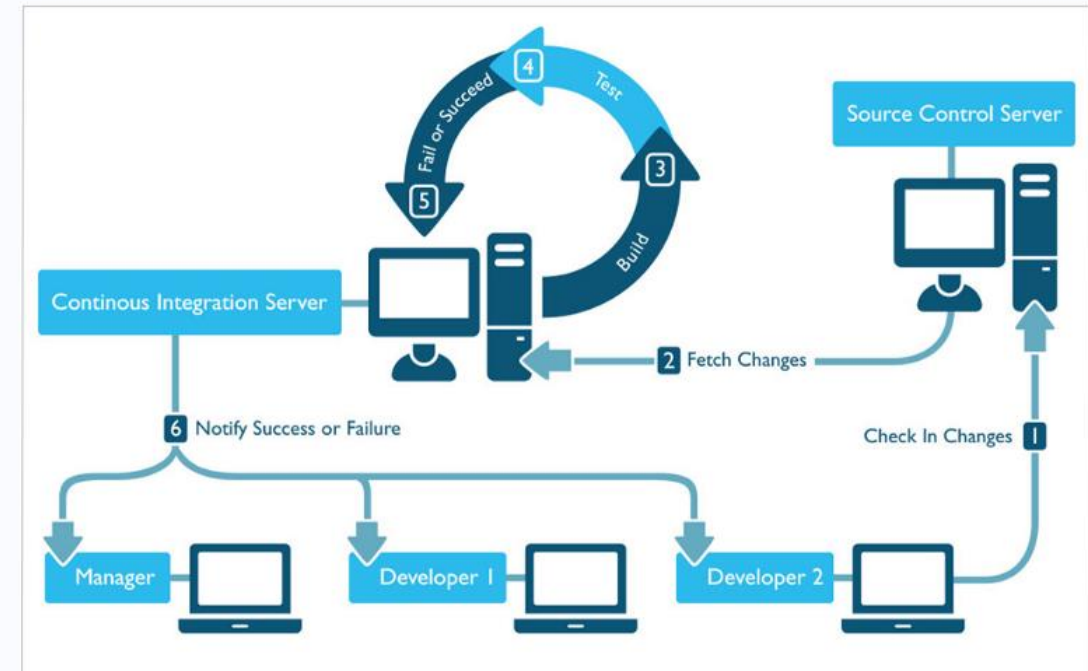 4
Test
Fail or Succeed
Source Control Server
3
5
Build
Continous Integration Server
2 Fetch Changes
6 Notify Success or Failure
Check In Changes 1
Manager
Developer 1
Developer 2